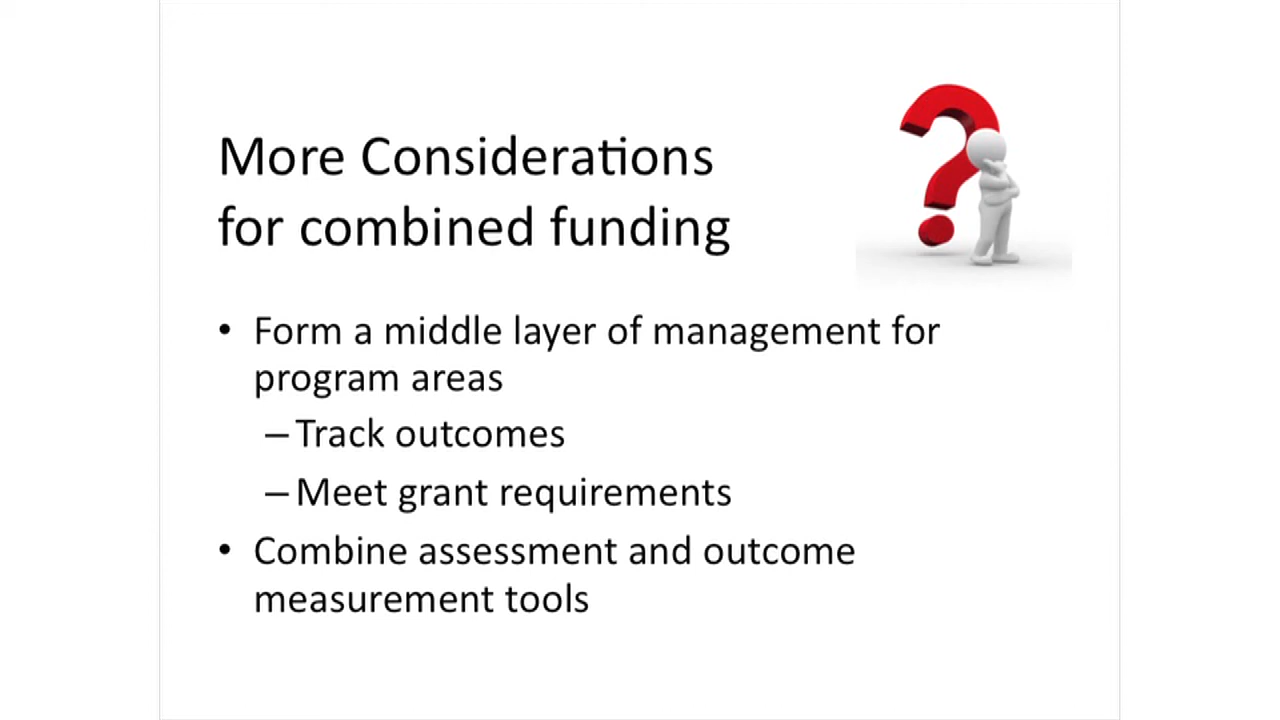 More Considerations
for combined funding
• Form a middle layer of management for
program areas
– Track outcomes
– Meet grant requirements
• Combine assessment and outcome
measurement tools